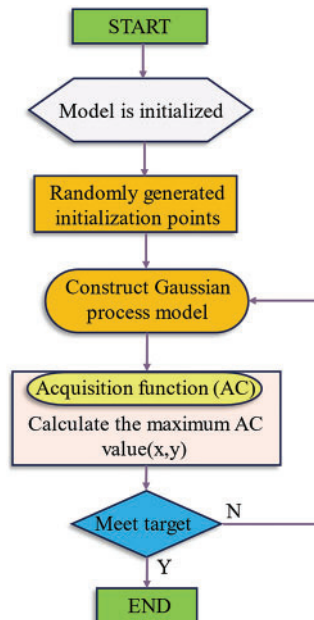 START
Model is initialized
Randomly generated
initialization points
Construct Gaussian
process model
Acquisition function (AC)
Calculate the maximum AC
value(x,y)
Meet target
N
Y
END